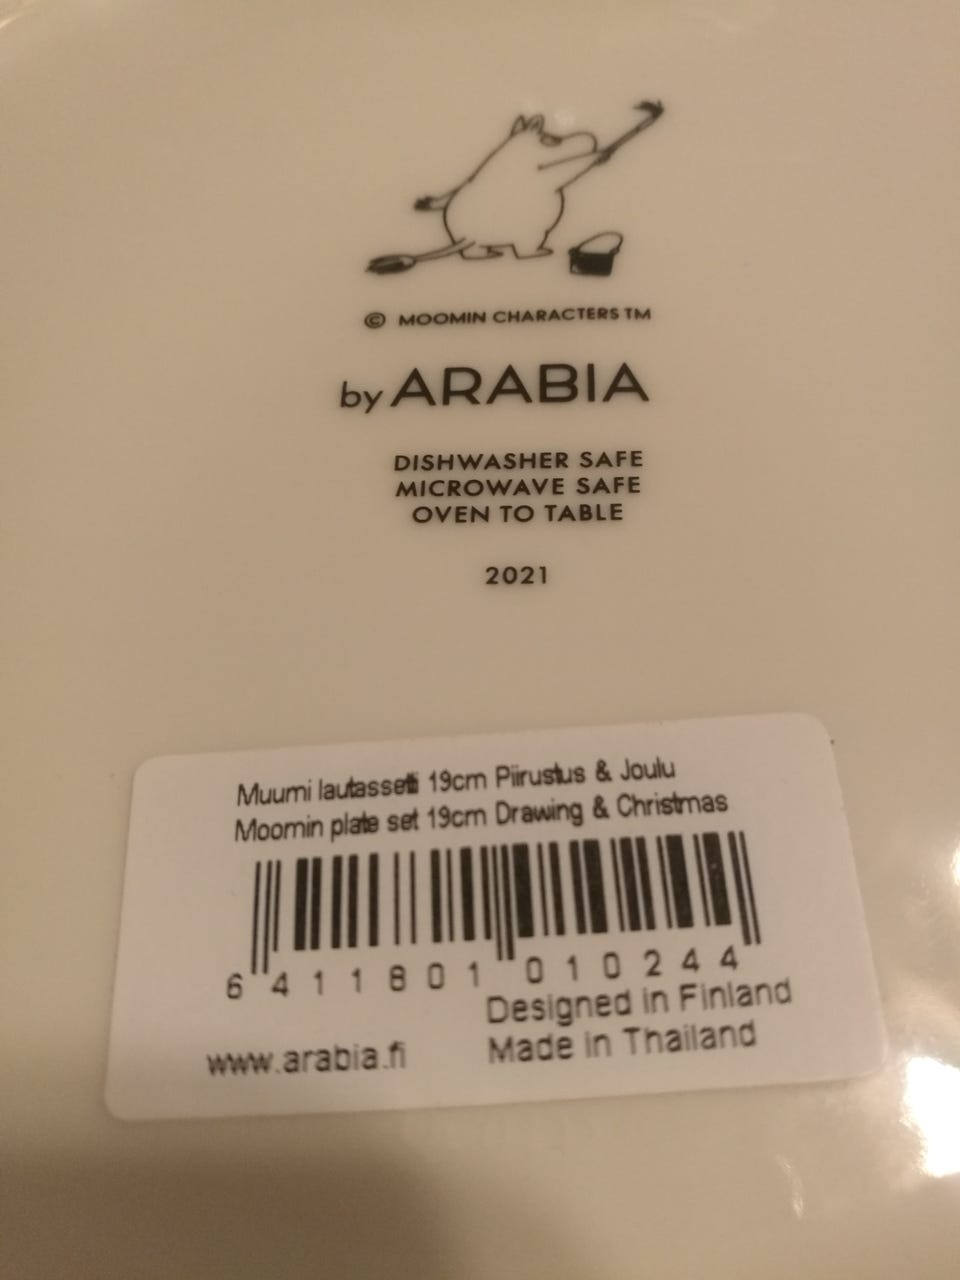 © MOOMIN CHARACTERS TM
by ARABIA
DISHWASHER SAFE
MICROWAVE SAFE
OVEN TO TABLE
2021
Muumi lautassetti 19cm Piirustus & Joulu
Moomin plate set 19cm Drawing & Christmas
6 411801 010244
Designed in Finland
www.arabia.fi Made in Thailand